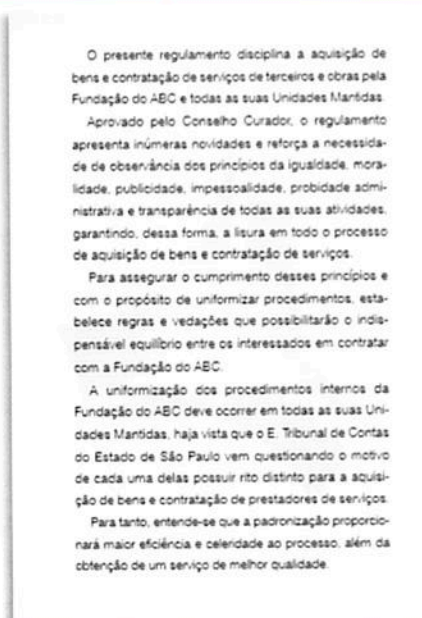 O presente regulamento disciplina a aquisição de
bens e contratação de serviços de terceiros e obras pela
Fundação do ABC e todas as suas Unidades Mantidas.
Aprovado pelo Conselho Curador, o regulamento
apresenta inúmeras novidades e reforça a necessida-
de de observância dos princípios da igualdade, mora-
lidade, publicidade, impessoalidade, probidade admi-
nistrativa e transparência de todas as suas atividades,
garantindo, dessa forma, a lisura em todo o processo
de aquisição de bens e contratação de serviços.
Para assegurar o cumprimento desses princípios e
com o propósito de uniformizar procedimentos, esta-
belece regras e vedações que possibilitarão o indis-
pensável equilíbrio entre os interessados em contratar
com a Fundação do ABC.
A uniformização dos procedimentos internos da
Fundação do ABC deve ocorrer em todas as suas Uni-
dades Mantidas, haja vista que o E. Tribunal de Contas
do Estado de São Paulo vem questionando o motivo
de cada uma delas possuir rito distinto para a aquisi-
ção de bens e contratação de prestadores de serviços.
Para tanto, entende-se que a padronização proporcio-
nará maior eficiência e celeridade ao processo, além da
obtenção de um serviço de melhor qualidade.